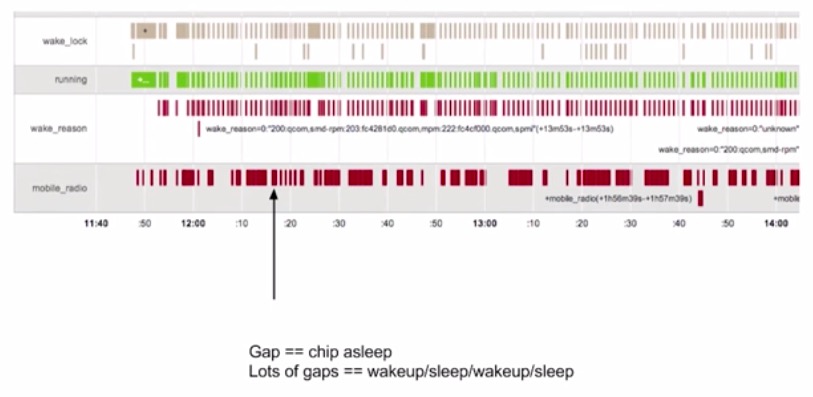 wake_lock
running
wake_reason
wake_reason=0:"200:qcom,smd-rpm:203:fc4281d0.qcom,mpm:222:fc4cf000.qcom,spmi"(+13m53s-+13m53s)
wake_reason=0:"unknown"
wake_reason=0:"200:qcom,smd-rpm"
mobile_radio
+mobile_radio(+1h56m39s-+1h57m39s)
+mobile
11:40 :50 12:00 :10 :20 :30 :40 :50 13:00 :10 :20 :30 :40 :50 14:00
Gap == chip asleep
Lots of gaps == wakeup/sleep/wakeup/sleep